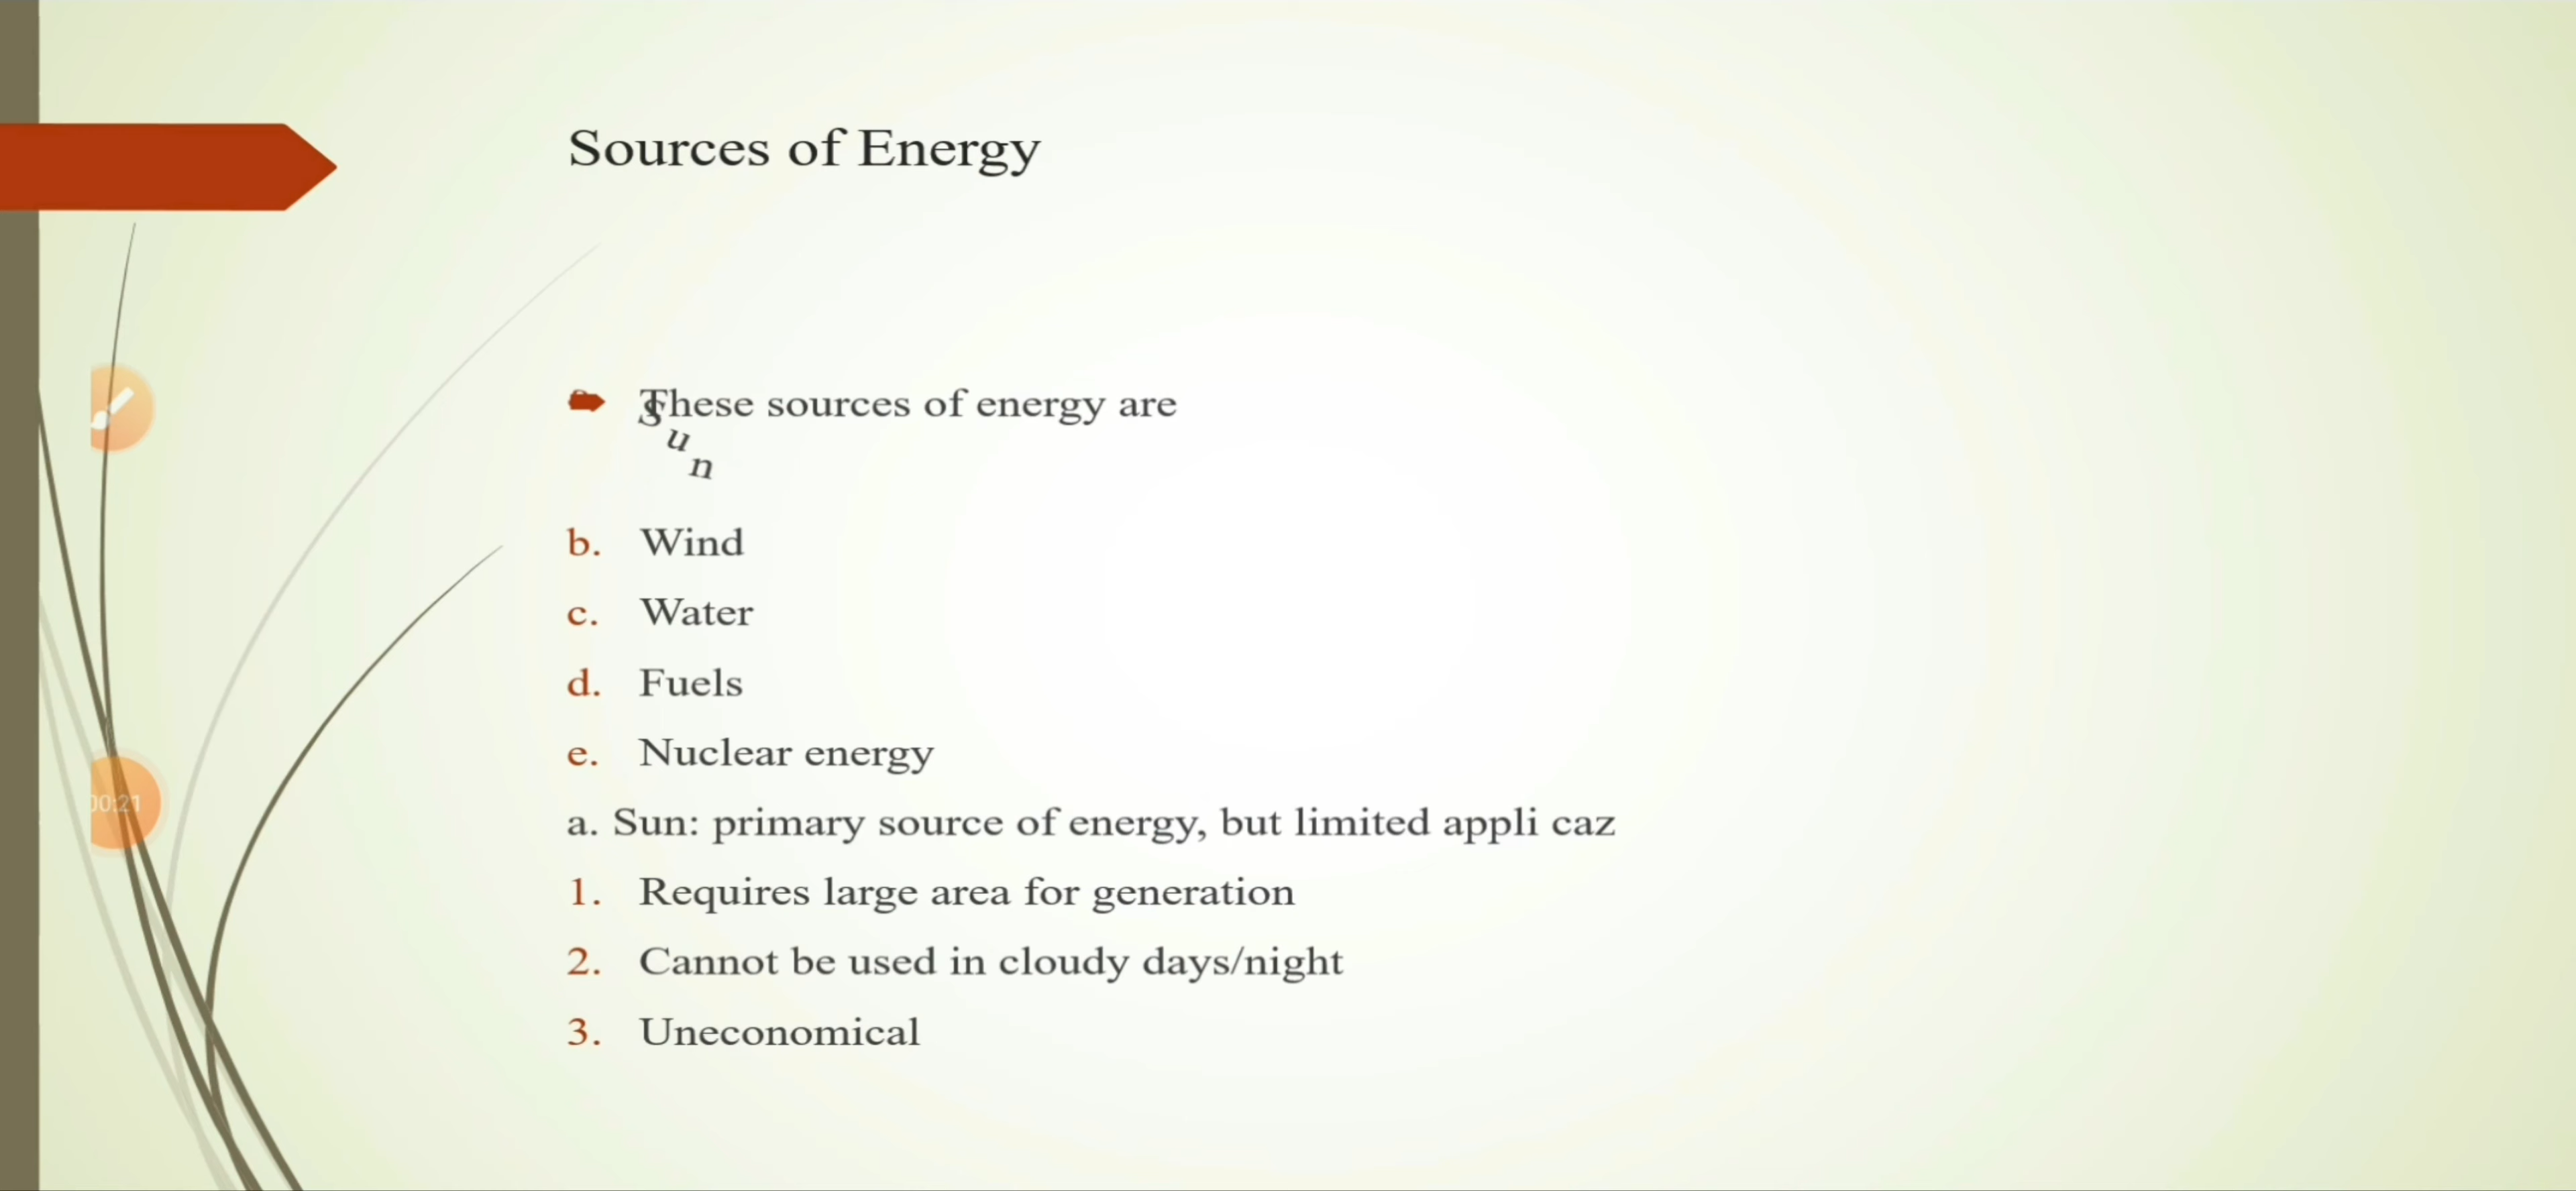 Sources of Energy
These sources of energy are
Sun
b. Wind
c. Water
d. Fuels
e. Nuclear energy
a. Sun: primary source of energy, but limited appli caz
1. Requires large area for generation
2. Cannot be used in cloudy days/night
3. Uneconomical
00:21